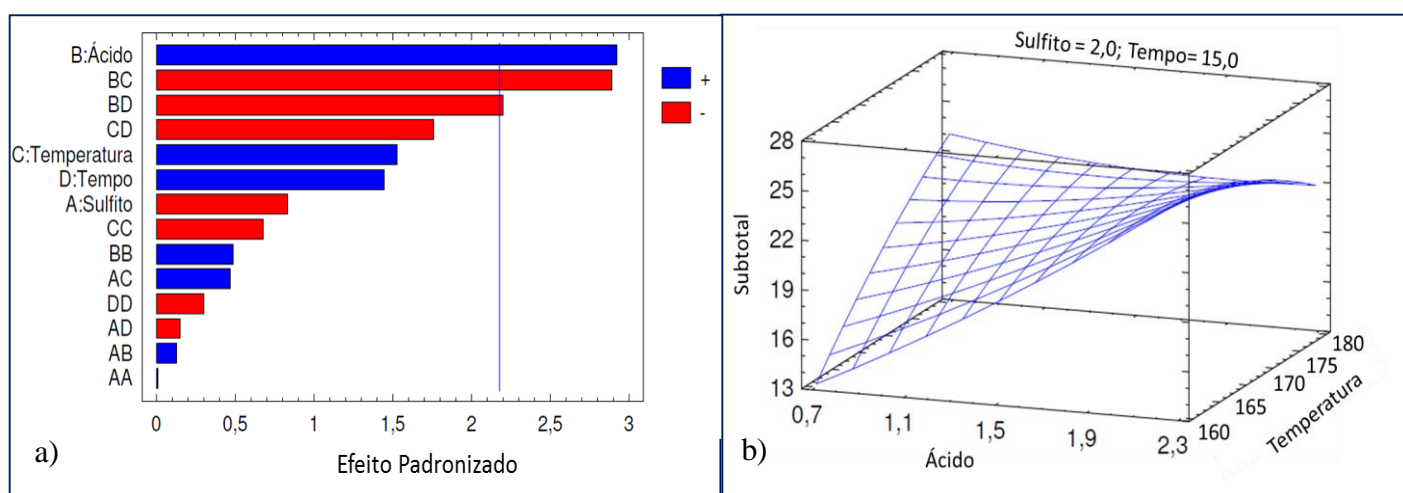 B:Ácido
BC
BD
CD
C:Temperatura
D:Tempo
A:Sulfito
CC
BB
AC
DD
AD
AB
AA
0 0,5 1 1,5 2 2,5 3
Efeito Padronizado
+
-
a)
Sulfito = 2,0; Tempo= 15,0
28
25
22
19
16
13
Subtotal
0,7 1,1 1,5 1,9 2,3
Ácido
160 165 170 175 180
Temperatura
b)